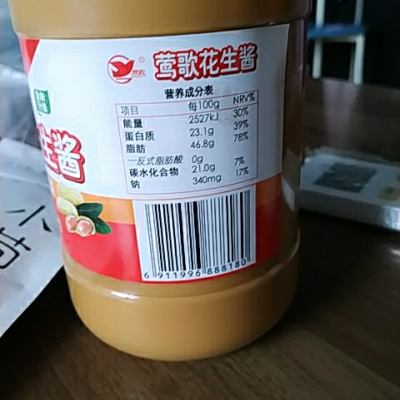 莺歌花生酱
营养成分表
项目 每100g NRV%
能量 2527kJ 30%
蛋白质 23.1g 39%
脂肪 46.8g 78%
—反式脂肪酸 0g
碳水化合物 21.0g 7%
钠 340mg 17%
生酱
6 911996 888180